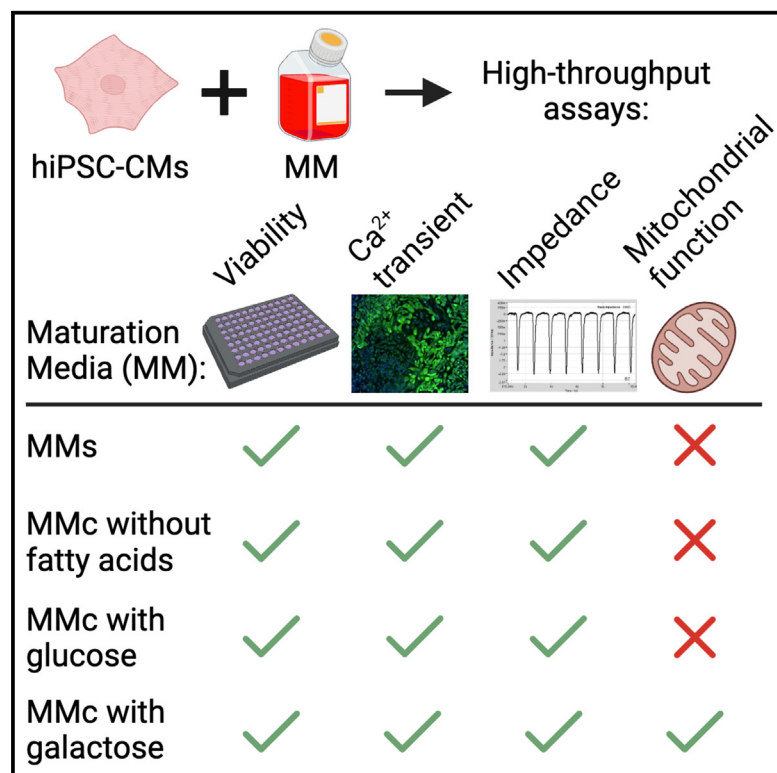 High-throughput
assays:
hiPSC-CMs
MM
Viability
Ca²⁺
transient
Impedance
Mitochondrial
function
Maturation
Media (MM):
MMs
MMc without
fatty acids
MMc with
glucose
MMc with
galactose